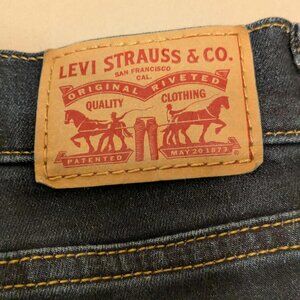 LEVI STRAUSS & CO.
SAN FRANCISCO
CAL.
ORIGINAL RIVETED
QUALITY CLOTHING
PATENTED MAY 20 1873